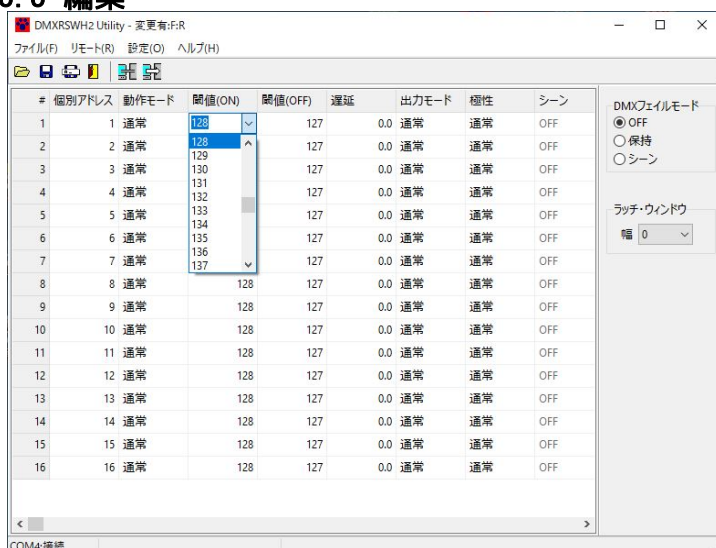 6.6 編集
DMXRSWH2 Utility - 変更有:F:R
ファイル(F) リモート(R) 設定(O) ヘルプ(H)
# 個別アドレス 動作モード 閾値(ON) 閾値(OFF) 遅延 出力モード 極性 シーン
1 1 通常 128 127 0.0 通常 通常 OFF
2 2 通常 127 0.0 通常 通常 OFF
3 3 通常 127 0.0 通常 通常 OFF
4 4 通常 127 0.0 通常 通常 OFF
5 5 通常 127 0.0 通常 通常 OFF
6 6 通常 127 0.0 通常 通常 OFF
7 7 通常 127 0.0 通常 通常 OFF
128
129
130
131
132
133
134
135
136
137
8 8 通常 128 127 0.0 通常 通常 OFF
9 9 通常 128 127 0.0 通常 通常 OFF
10 10 通常 128 127 0.0 通常 通常 OFF
11 11 通常 128 127 0.0 通常 通常 OFF
12 12 通常 128 127 0.0 通常 通常 OFF
13 13 通常 128 127 0.0 通常 通常 OFF
14 14 通常 128 127 0.0 通常 通常 OFF
15 15 通常 128 127 0.0 通常 通常 OFF
16 16 通常 128 127 0.0 通常 通常 OFF
DMXフェイルモード
OFF
保持
シーン
ラッチ・ウィンドウ
幅 0
COM4:接続